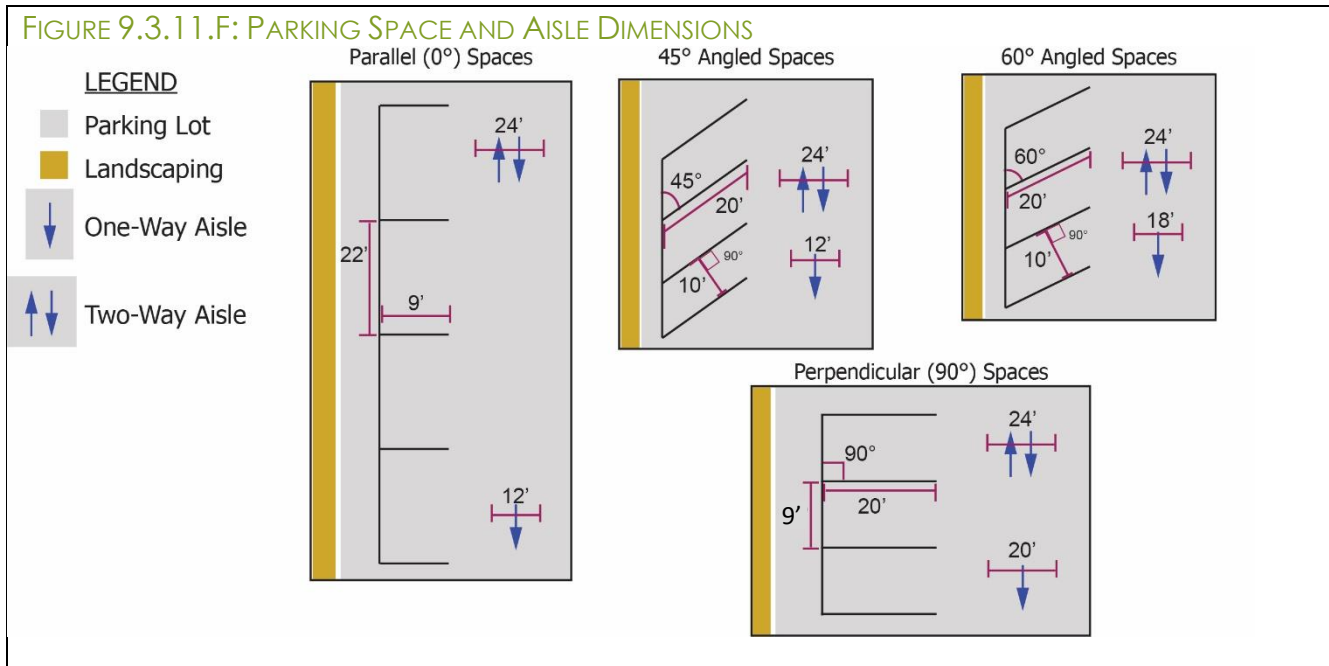 FIGURE 9.3.11.F: PARKING SPACE AND AISLE DIMENSIONS
LEGEND
Parking Lot
Landscaping
One-Way Aisle
Two-Way Aisle
Parallel (0°) Spaces
24’
22’
9’
12’
45° Angled Spaces
45°
20’
90°
10’
24’
12’
60° Angled Spaces
60°
20’
90°
10’
24’
18’
Perpendicular (90°) Spaces
90°
20’
9’
24’
20’